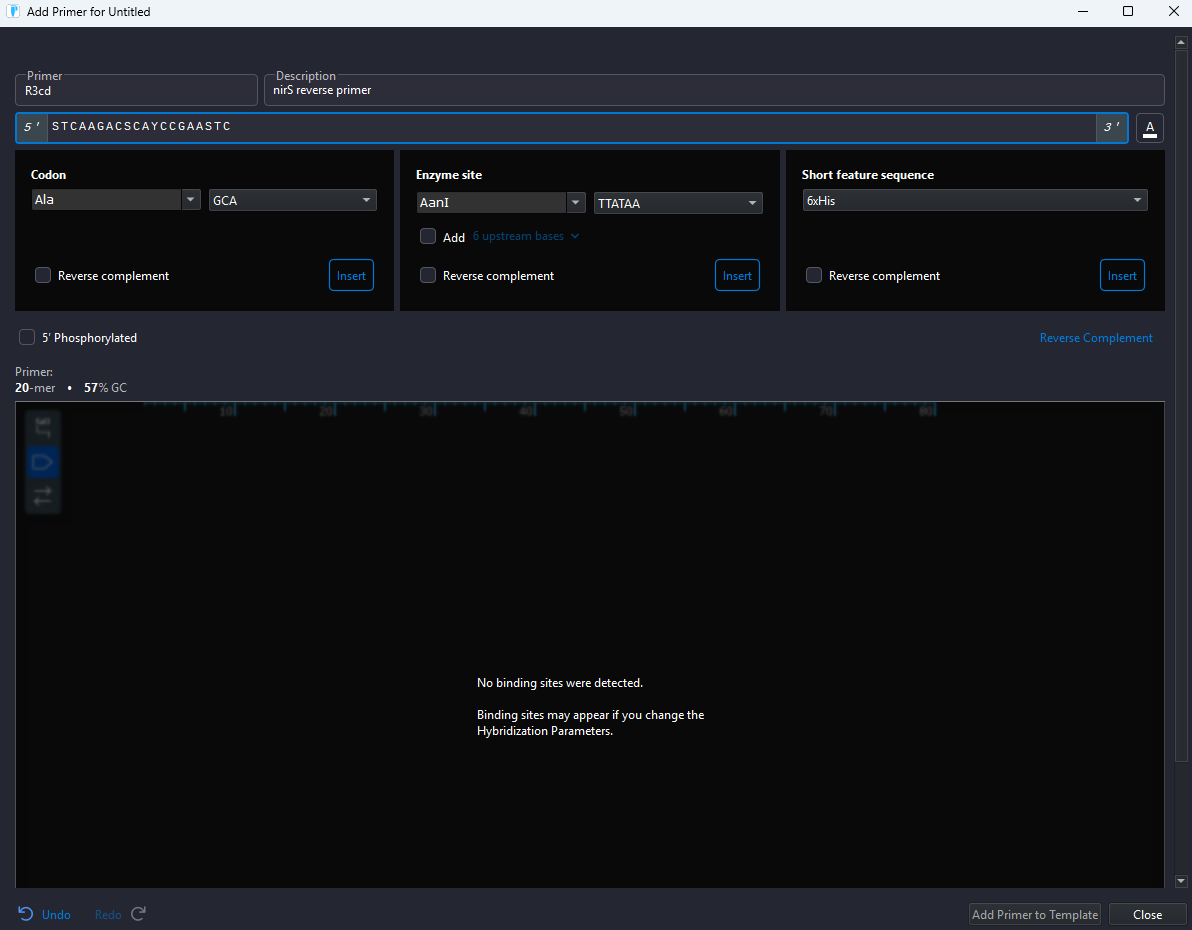 Add Primer for Untitled
Primer
R3cd
Description
nirS reverse primer
5 ' STCAAGACSCAYCCGAASTC 3 ' A
Codon
Ala GCA
Reverse complement Insert
Enzyme site
AanI TTATAA
Add 6 upstream bases
Reverse complement Insert
Short feature sequence
6xHis
Reverse complement Insert
5' Phosphorylated
Reverse Complement
Primer:
20-mer • 57% GC
10 20 30 40 50 60 70 80
No binding sites were detected.
Binding sites may appear if you change the
Hybridization Parameters.
Undo Redo Add Primer to Template Close